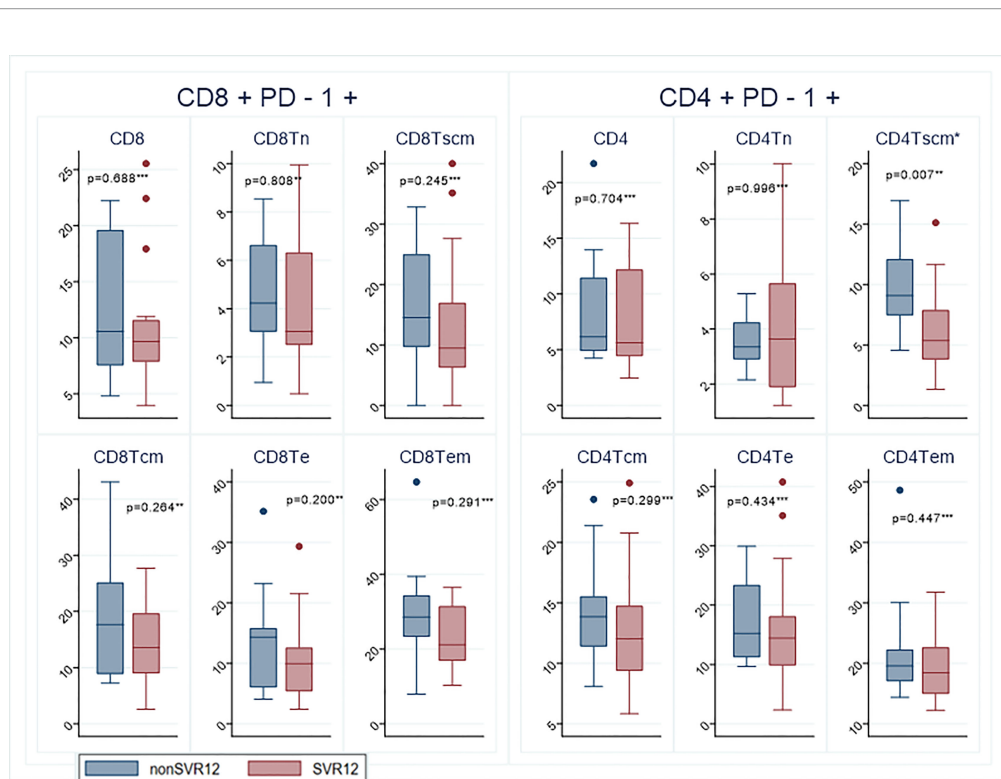 CD8 + PD - 1 +
CD4 + PD - 1 +
CD8
CD8Tn
CD8Tscm
CD4
CD4Tn
CD4Tscm*
p=0.688***
p=0.808**
p=0.245***
p=0.704***
p=0.996***
p=0.007**
25
20
15
10
5
10
8
6
4
2
0
40
30
20
10
0
20
15
10
5
0
10
8
6
4
2
20
15
10
5
0
CD8Tcm
CD8Te
CD8Tem
CD4Tcm
CD4Te
CD4Tem
p=0.264**
p=0.200**
p=0.291***
p=0.299***
p=0.434***
p=0.447***
40
30
20
10
0
40
30
20
10
0
60
40
20
0
25
20
15
10
5
40
30
20
10
0
50
40
30
20
10
nonSVR12
SVR12